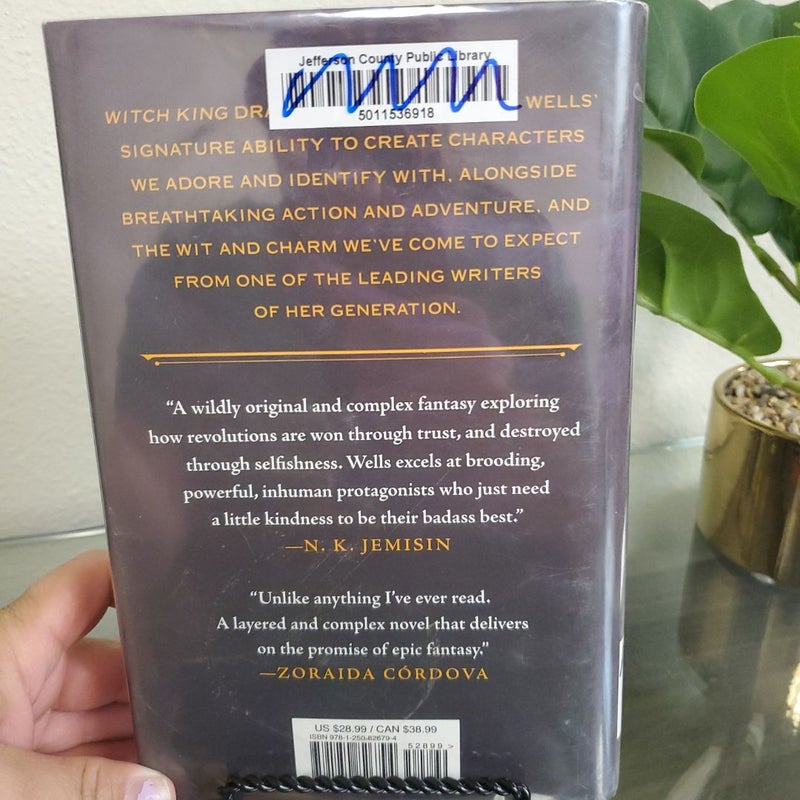 Jefferson County Public Library
5011536918
WITCH KING DRA WELLS'
SIGNATURE ABILITY TO CREATE CHARACTERS
WE ADORE AND IDENTIFY WITH, ALONGSIDE
BREATHTAKING ACTION AND ADVENTURE, AND
THE WIT AND CHARM WE'VE COME TO EXPECT
FROM ONE OF THE LEADING WRITERS
OF HER GENERATION.
“A wildly original and complex fantasy exploring
how revolutions are won through trust, and destroyed
through selfishness. Wells excels at brooding,
powerful, inhuman protagonists who just need
a little kindness to be their badass best.”
—N. K. JEMISIN
“Unlike anything I've ever read.
A layered and complex novel that delivers
on the promise of epic fantasy.”
—ZORAIDA CÓRDOVA
US $28.99 / CAN $38.99
ISBN 978-1-250-82679-4
52899>